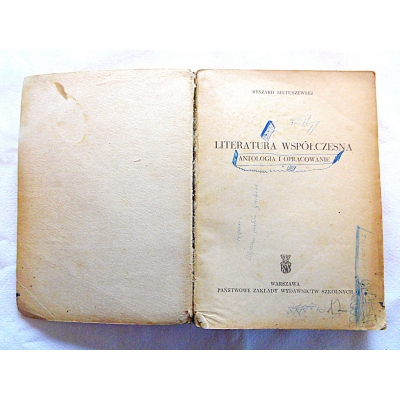 RYSZARD MATUSZEWSKI
LITERATURA WSPÓŁCZESNA
ANTOLOGIA I OPRACOWANIE
WARSZAWA
PAŃSTWOWE ZAKŁADY WYDAWNICTW SZKOLNYCH